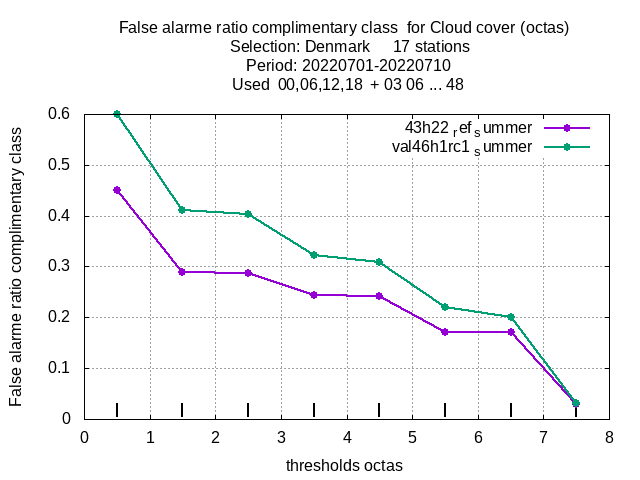 False alarme ratio complimentary class  for Cloud cover (octas)
Selection: Denmark     17 stations
Period: 20220701-20220710
Used  00,06,12,18  + 03 06 ... 48
43h22 ref summer
val46h1rc1 summer
False alarme ratio complimentary class
0.6
0.5
0.4
0.3
0.2
0.1
0
0 1 2 3 4 5 6 7 8
thresholds octas